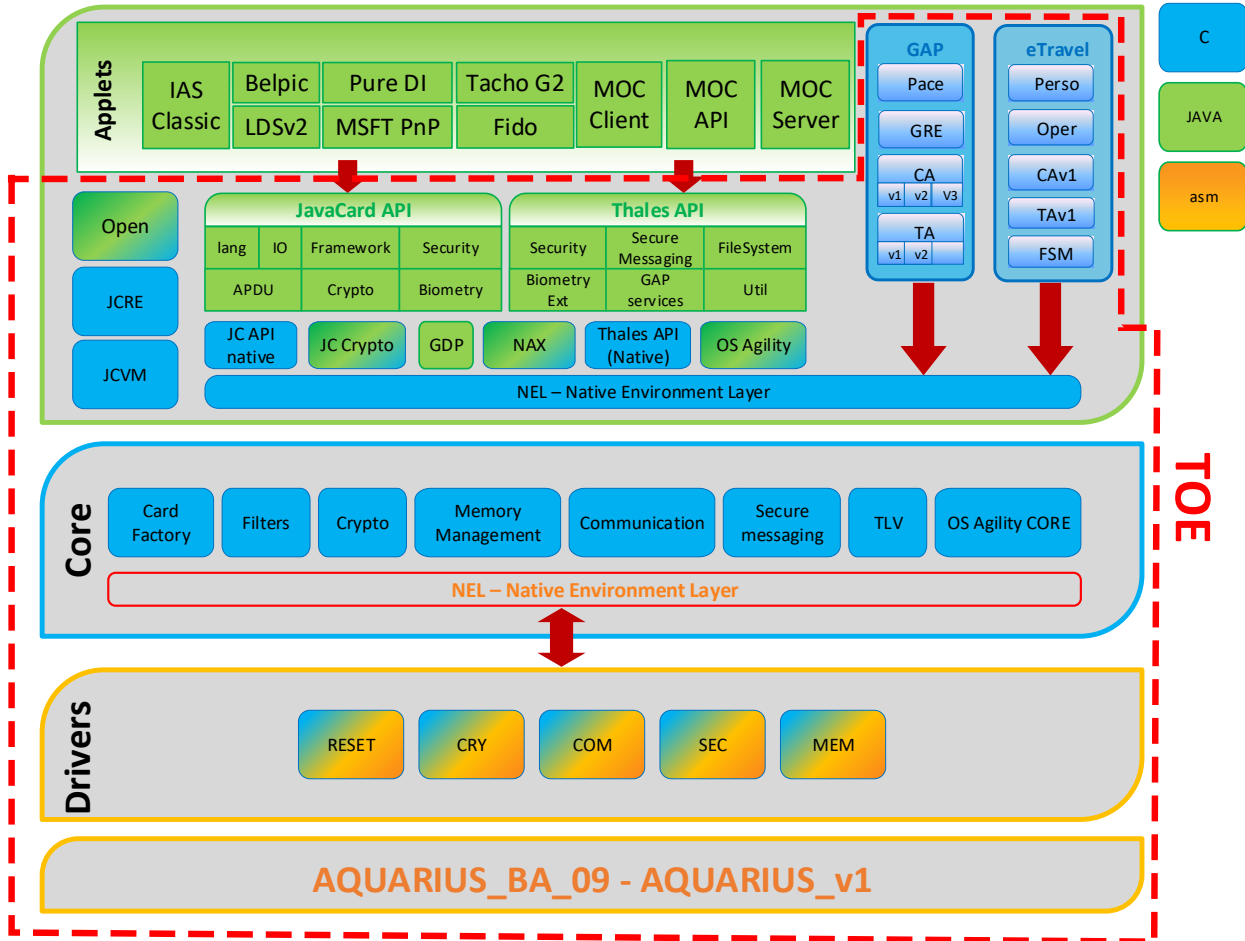 Applets
IAS
Classic
Belpic
LDSv2
Pure DI
MSFT PnP
Tacho G2
Fido
MOC
Client
MOC
API
MOC
Server
GAP
Pace
GRE
CA
v1 v2 V3
TA
v1 v2
eTravel
Perso
Oper
CAv1
TAv1
FSM
C
JAVA
asm
Open
JCRE
JCVM
JavaCard API
lang IO Framework Security
APDU Crypto Biometry
Thales API
Security
Secure
Messaging
FileSystem
Biometry
Ext
GAP
services
Util
JC API
native
JC Crypto
GDP
NAX
Thales API
(Native)
OS Agility
NEL – Native Environment Layer
TOE
Core
Card
Factory
Filters
Crypto
Memory
Management
Communication
Secure
messaging
TLV
OS Agility CORE
NEL – Native Environment Layer
Drivers
RESET
CRY
COM
SEC
MEM
AQUARIUS_BA_09 - AQUARIUS_v1